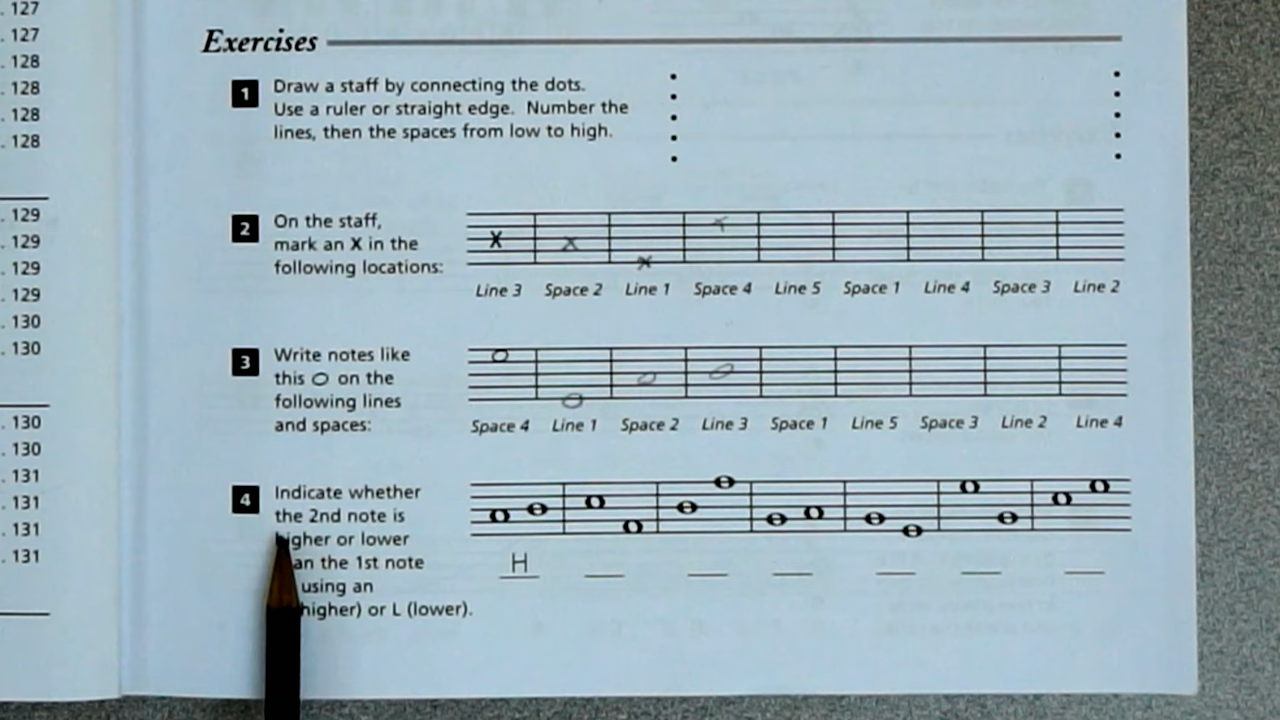 . 127
. 127
. 128
. 128
. 128
. 128
. 129
. 129
. 129
. 129
. 130
. 130
. 130
. 130
. 131
. 131
. 131
. 131
Exercises
1 Draw a staff by connecting the dots.
Use a ruler or straight edge. Number the
lines, then the spaces from low to high.
2 On the staff,
mark an X in the
following locations:
X X X X
Line 3 Space 2 Line 1 Space 4 Line 5 Space 1 Line 4 Space 3 Line 2
3 Write notes like
this O on the
following lines
and spaces:
Space 4 Line 1 Space 2 Line 3 Space 1 Line 5 Space 3 Line 2 Line 4
4 Indicate whether
the 2nd note is
higher or lower
the 1st note
using an
higher) or L (lower).
H